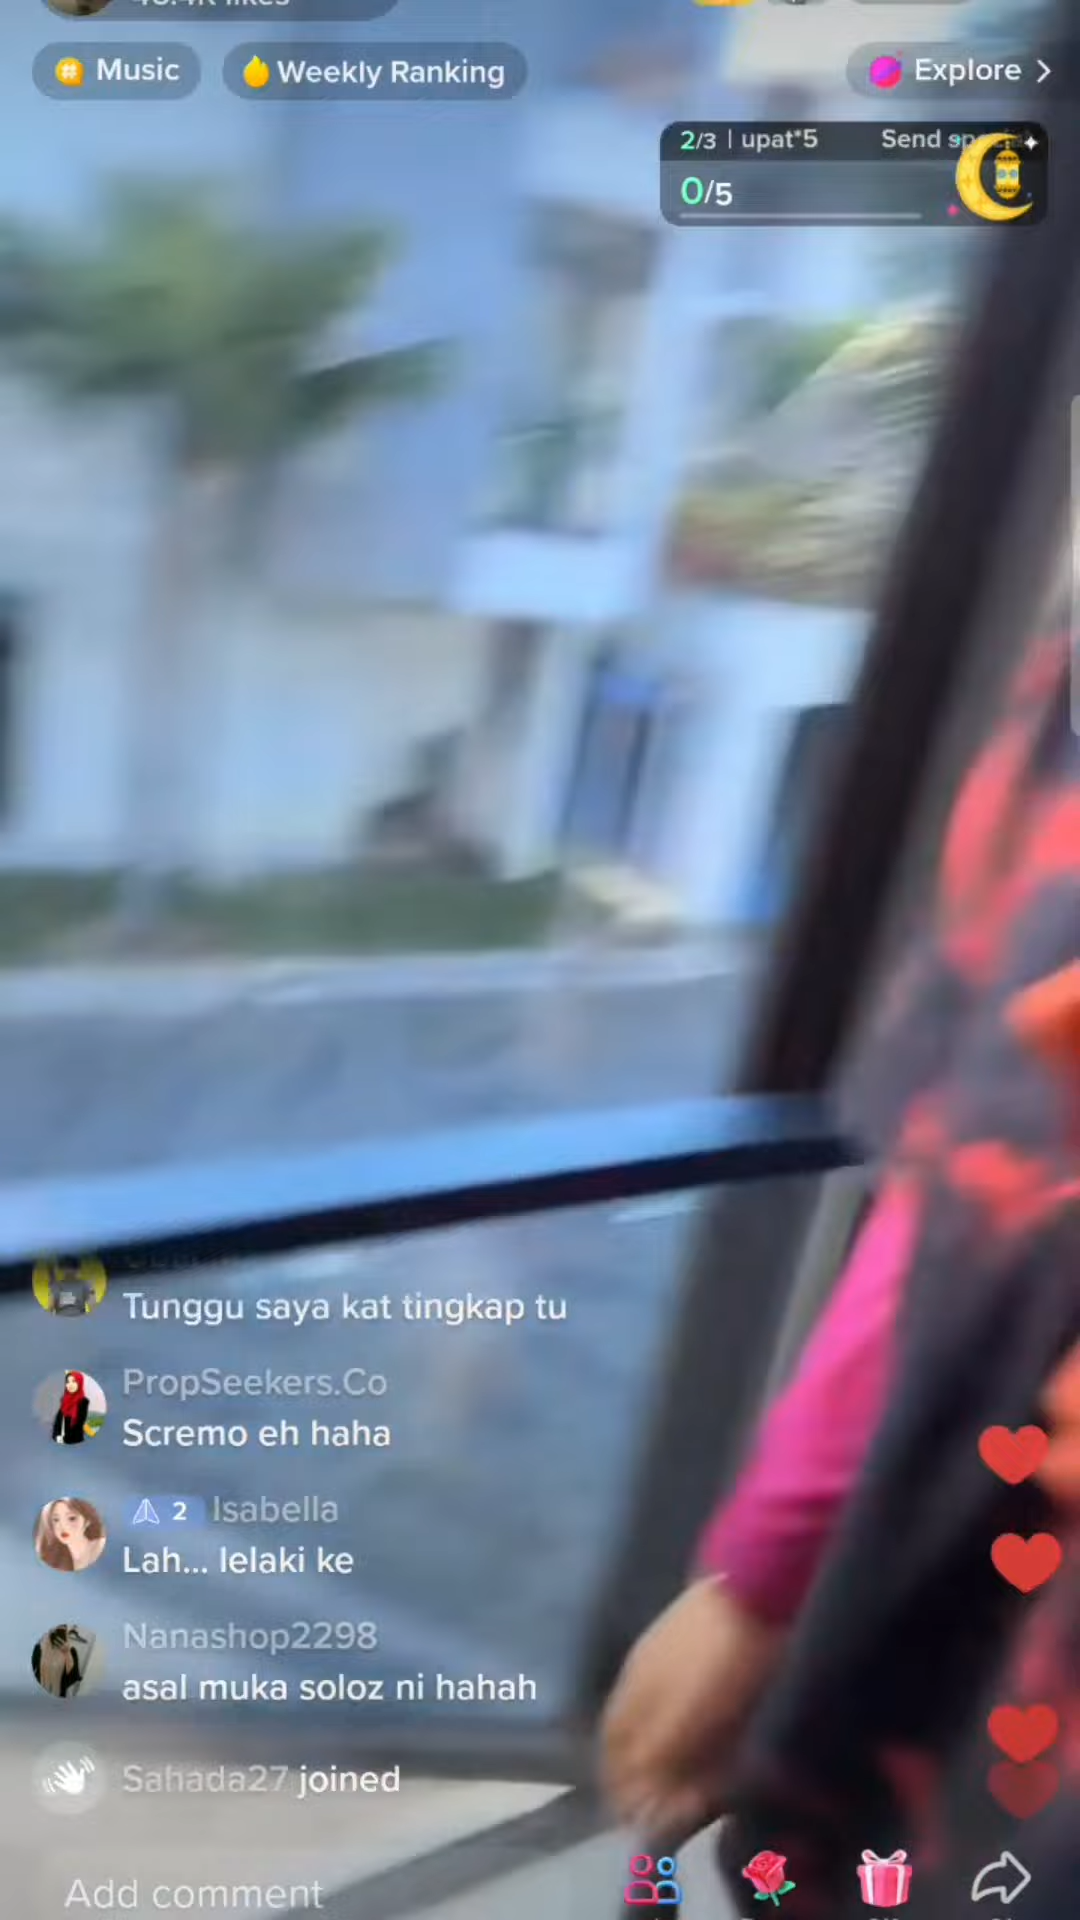 Music
Weekly Ranking
Explore
2/3 | upat*5
Send
0/5
Tunggu saya kat tingkap tu
PropSeekers.Co
Scremo eh haha
2 Isabella
Lah... lelaki ke
Nanashop2298
asal muka soloz ni hahah
Sahada27 joined
Add comment